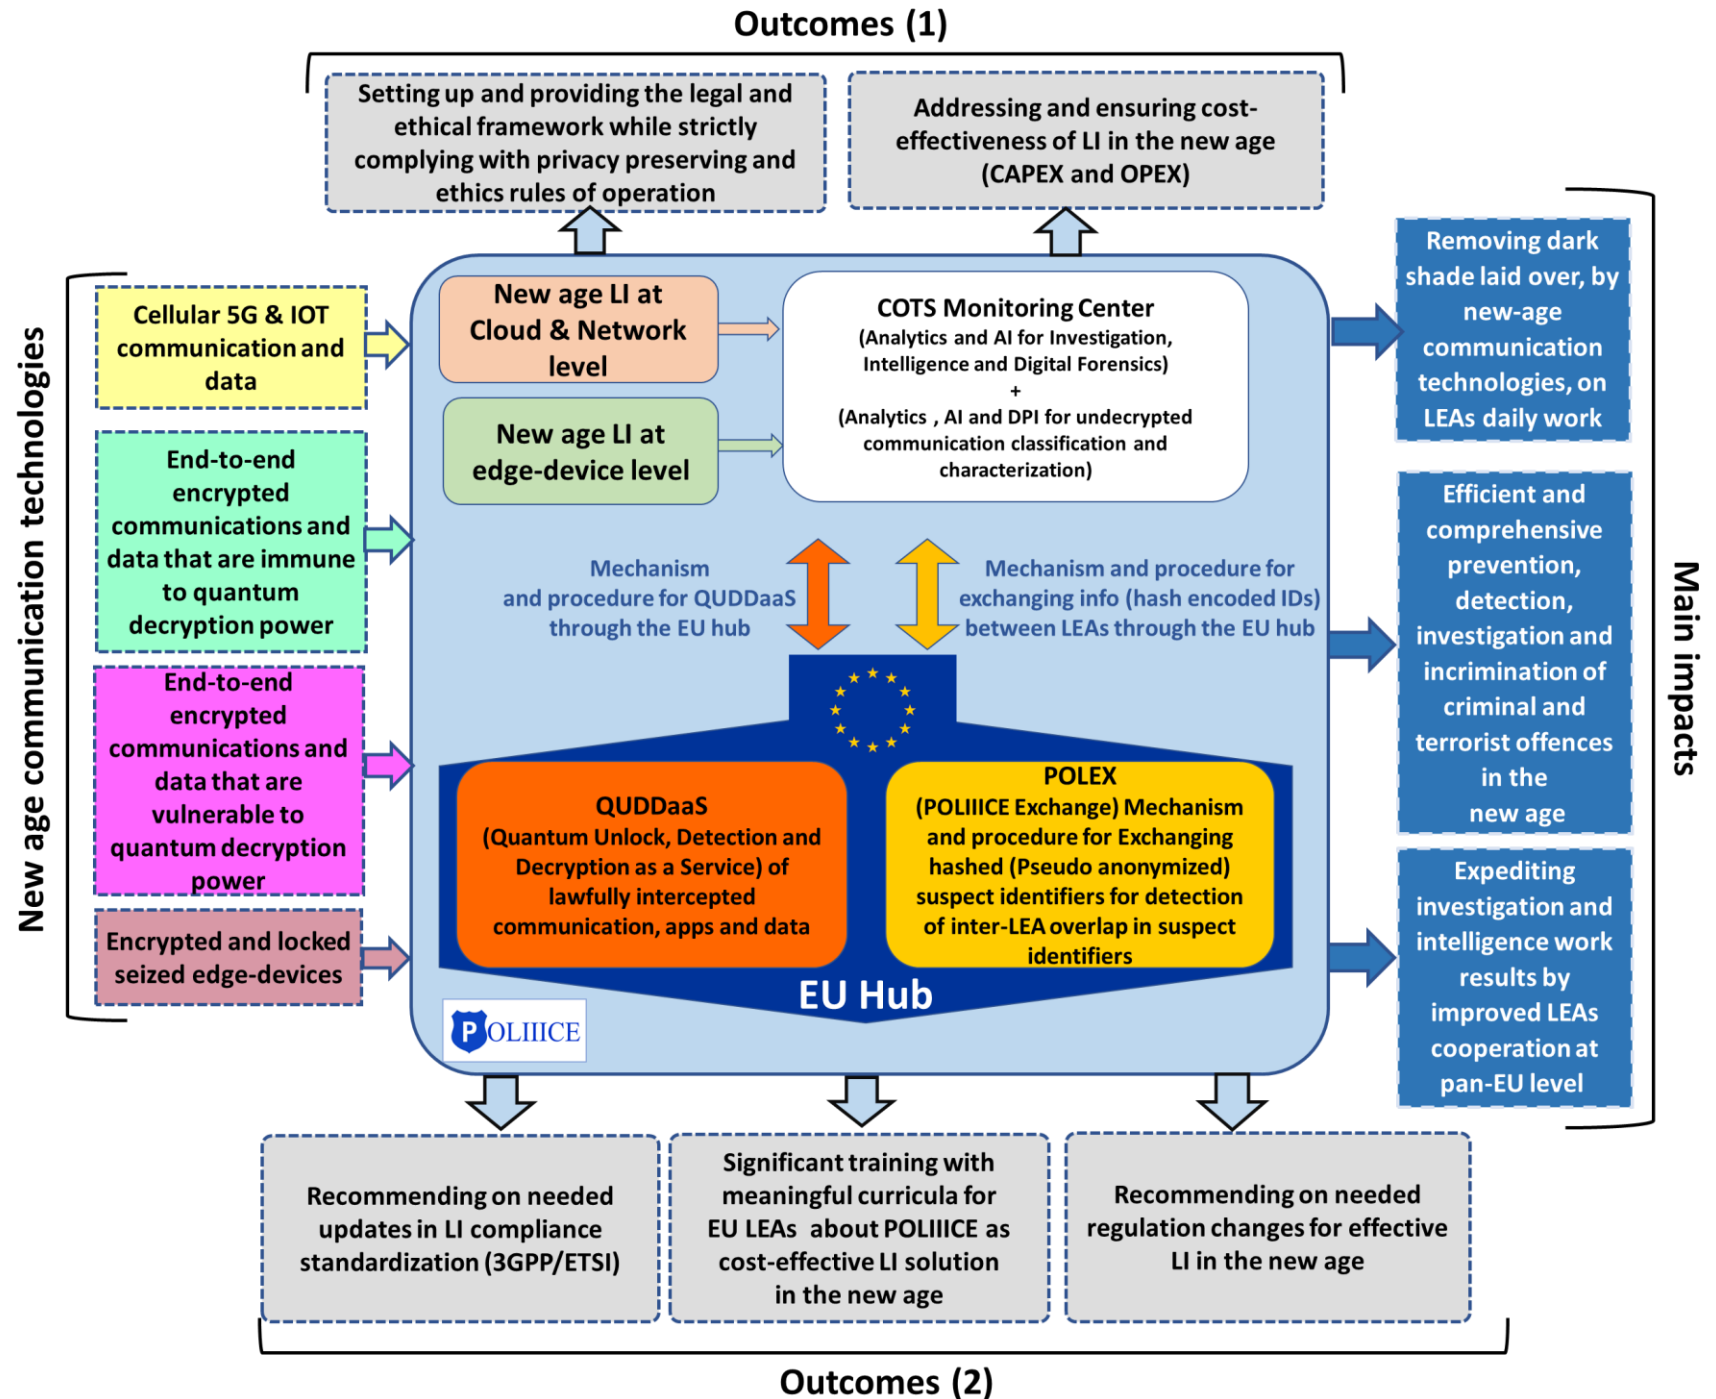 Outcomes (1)
Setting up and providing the legal and
ethical framework while strictly
complying with privacy preserving and
ethics rules of operation
Addressing and ensuring cost-
effectiveness of LI in the new age
(CAPEX and OPEX)
New age communication technologies
Cellular 5G & IOT
communication and
data
End-to-end
encrypted
communications and
data that are immune
to quantum
decryption power
End-to-end
encrypted
communications and
data that are
vulnerable to
quantum decryption
power
Encrypted and locked
seized edge-devices
New age LI at
Cloud & Network
level
New age LI at
edge-device level
COTS Monitoring Center
(Analytics and AI for Investigation,
Intelligence and Digital Forensics)
+
(Analytics , AI and DPI for undecrypted
communication classification and
characterization)
Mechanism
and procedure for QUDDaaS
through the EU hub
Mechanism and procedure for
exchanging info (hash encoded IDs)
between LEAs through the EU hub
QUDDaaS
(Quantum Unlock, Detection and
Decryption as a Service) of
lawfully intercepted
communication, apps and data
POLEX
(POLIIICE Exchange) Mechanism
and procedure for Exchanging
hashed (Pseudo anonymized)
suspect identifiers for detection
of inter-LEA overlap in suspect
identifiers
EU Hub
POLIIICE
Removing dark
shade laid over, by
new-age
communication
technologies, on
LEAs daily work
Efficient and
comprehensive
prevention,
detection,
investigation and
incrimination of
criminal and
terrorist offences
in the
new age
Expediting
investigation and
intelligence work
results by
improved LEAs
cooperation at
pan-EU level
Main impacts
Recommending on needed
updates in LI compliance
standardization (3GPP/ETSI)
Significant training with
meaningful curricula for
EU LEAs about POLIIICE as
cost-effective LI solution
in the new age
Recommending on needed
regulation changes for effective
LI in the new age
Outcomes (2)